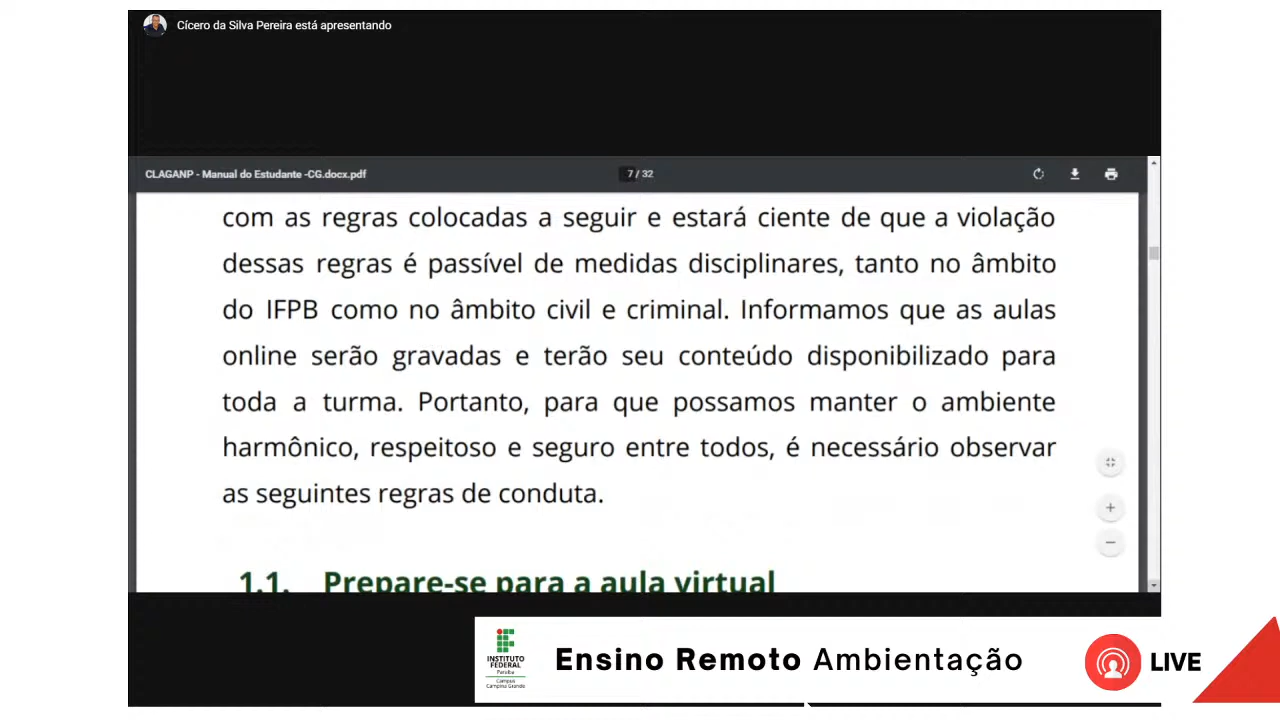 Cícero da Silva Pereira está apresentando
CLAGANP - Manual do Estudante -CG.docx.pdf
7 / 32
com as regras colocadas a seguir e estará ciente de que a violação
dessas regras é passível de medidas disciplinares, tanto no âmbito
do IFPB como no âmbito civil e criminal. Informamos que as aulas
online serão gravadas e terão seu conteúdo disponibilizado para
toda a turma. Portanto, para que possamos manter o ambiente
harmônico, respeitoso e seguro entre todos, é necessário observar
as seguintes regras de conduta.
1.1. Prepare-se para a aula virtual
INSTITUTO
FEDERAL
Paraíba
Campus
Campina Grande
Ensino Remoto Ambientação
LIVE